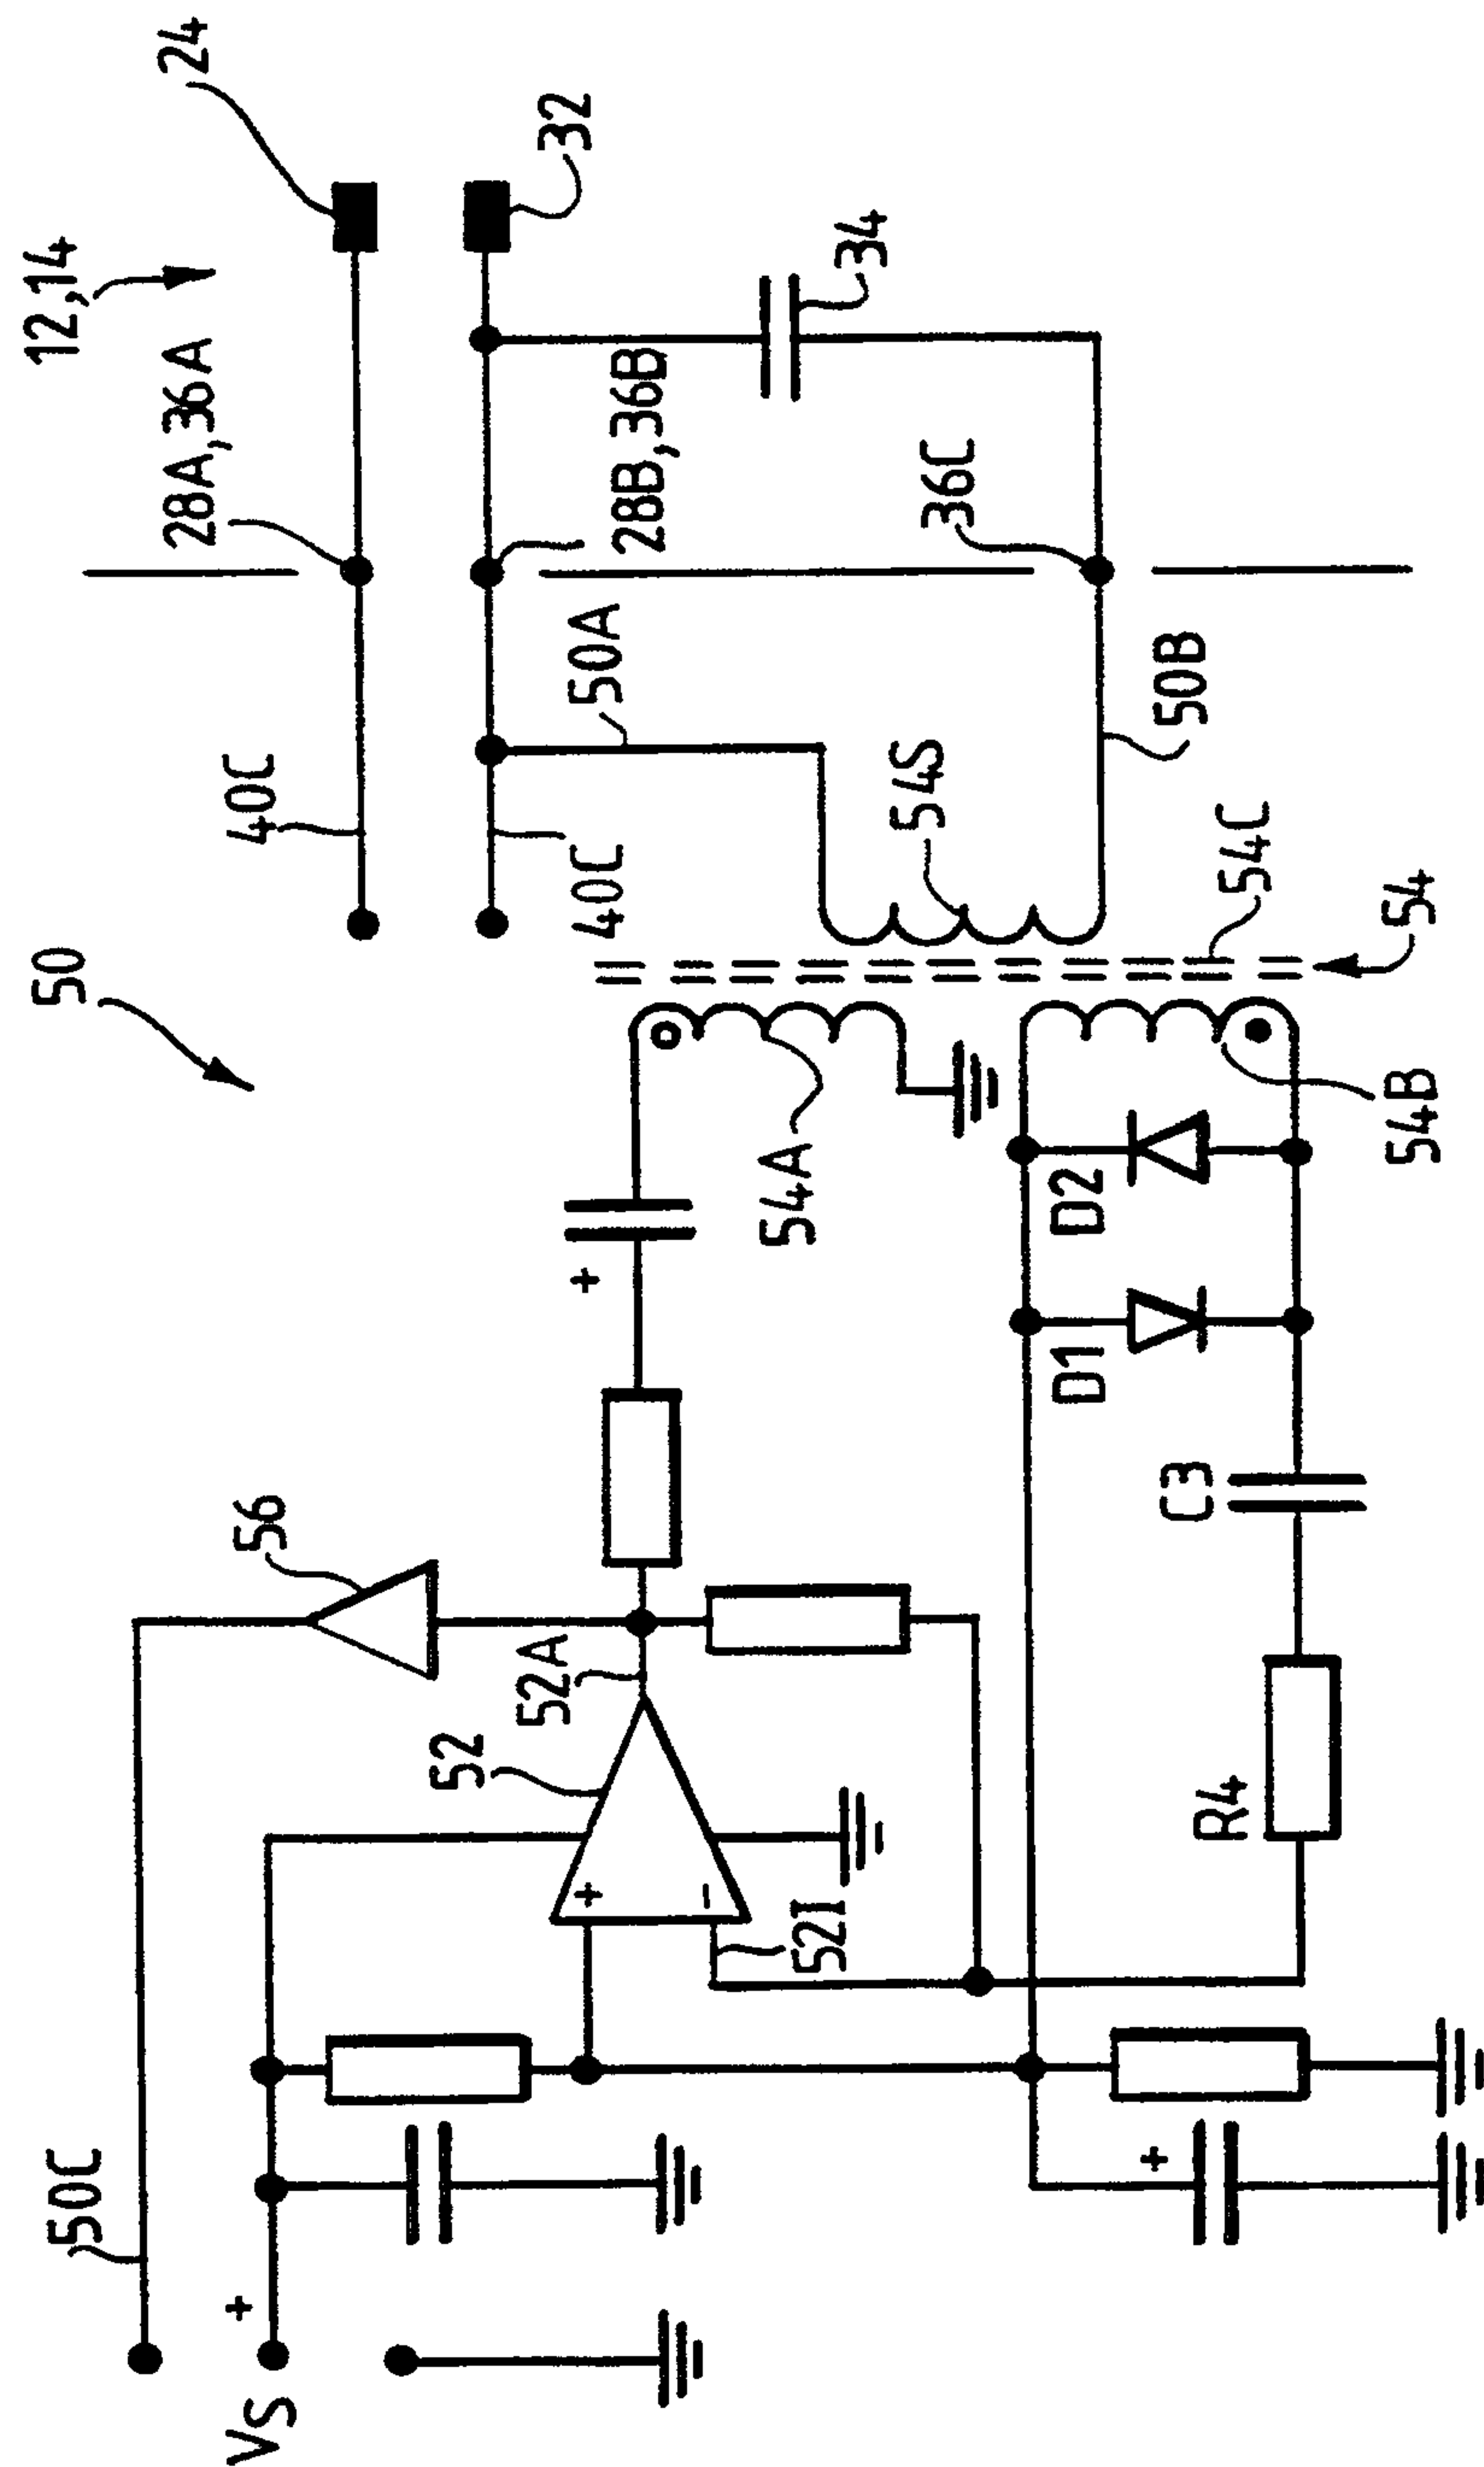 50
12,14
24
28A,36A
40C
32
40C
28B,36B
50A
34
54S
36C
50B
54C
54
50C
56
+
VS
52
52A
+
54A
+
-
52I
D1
D2
C3
+
R4
54B